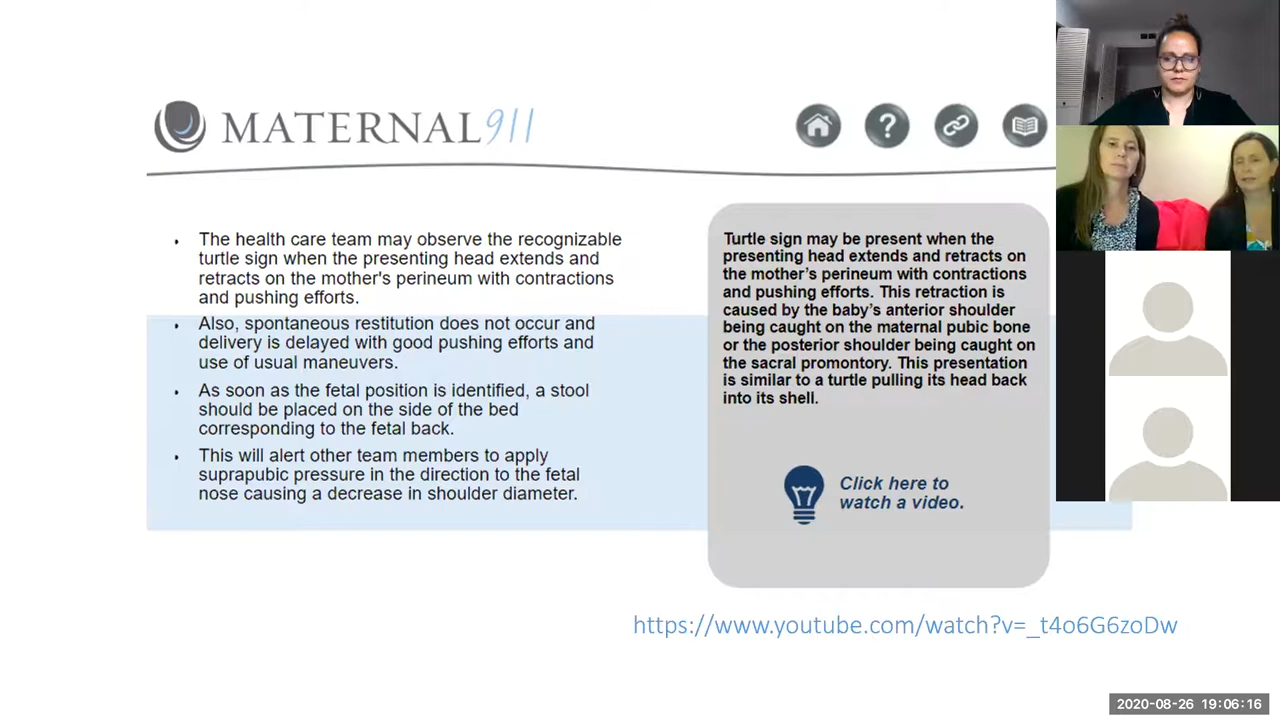 MATERNAL911
• The health care team may observe the recognizable
turtle sign when the presenting head extends and
retracts on the mother's perineum with contractions
and pushing efforts.
• Also, spontaneous restitution does not occur and
delivery is delayed with good pushing efforts and
use of usual maneuvers.
• As soon as the fetal position is identified, a stool
should be placed on the side of the bed
corresponding to the fetal back.
• This will alert other team members to apply
suprapubic pressure in the direction to the fetal
nose causing a decrease in shoulder diameter.
Turtle sign may be present when the
presenting head extends and retracts on
the mother's perineum with contractions
and pushing efforts. This retraction is
caused by the baby's anterior shoulder
being caught on the maternal pubic bone
or the posterior shoulder being caught on
the sacral promontory. This presentation
is similar to a turtle pulling its head back
into its shell.
Click here to
watch a video.
https://www.youtube.com/watch?v=_t4o6G6zoDw
2020-08-26 19:06:16